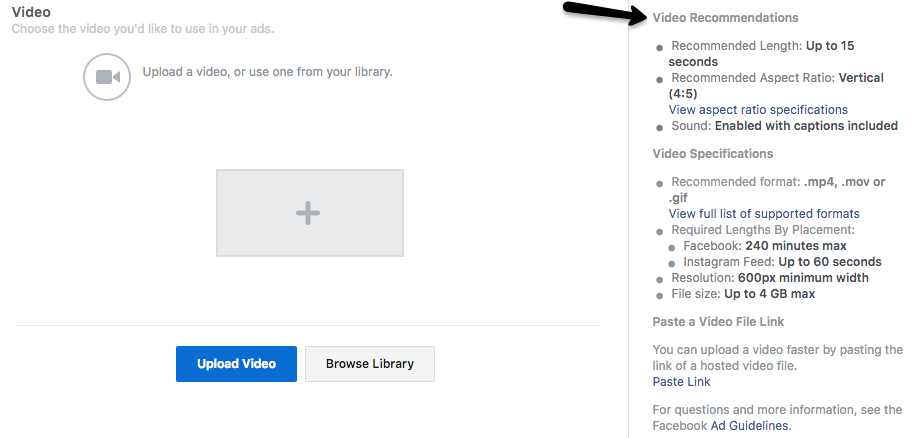 Video
Choose the video you'd like to use in your ads.
Upload a video, or use one from your library.
Upload Video
Browse Library
Video Recommendations
Recommended Length: Up to 15
seconds
Recommended Aspect Ratio: Vertical
(4:5)
View aspect ratio specifications
Sound: Enabled with captions included
Video Specifications
Recommended format: .mp4, .mov or
.gif
View full list of supported formats
Required Lengths By Placement:
Facebook: 240 minutes max
Instagram Feed: Up to 60 seconds
Resolution: 600px minimum width
File size: Up to 4 GB max
Paste a Video File Link
You can upload a video faster by pasting the
link of a hosted video file.
Paste Link
For questions and more information, see the
Facebook Ad Guidelines.